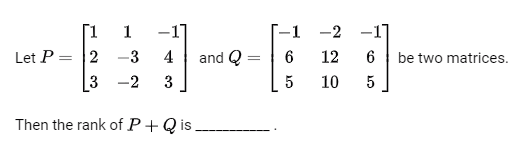 Let P = [1 1 −1; 2 −3 4; 3 −2 3] and Q = [−1 −2 −1; 6 12 6; 5 10 5] be two matrices.
Then the rank of P + Q is ___________ .